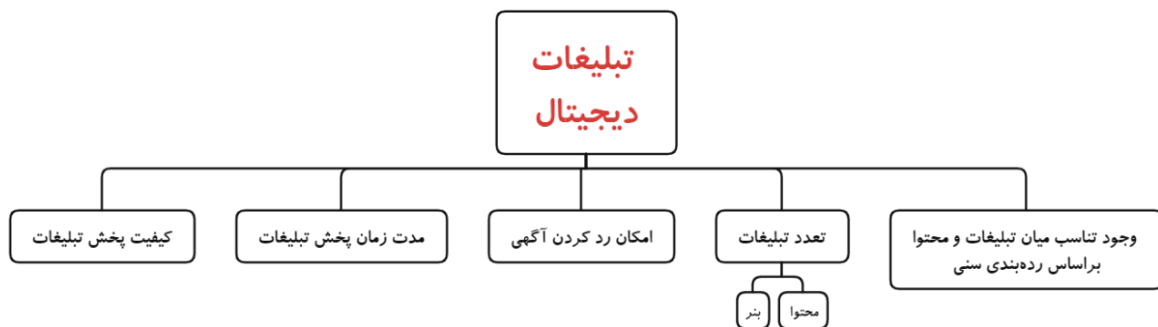 تبلیغات
دیجیتال
وجود تناسب میان تبلیغات و محتوا
براساس رده‌بندی سنی
تعدد تبلیغات
محتوا
بنر
امکان رد کردن آگهی
مدت زمان پخش تبلیغات
کیفیت پخش تبلیغات